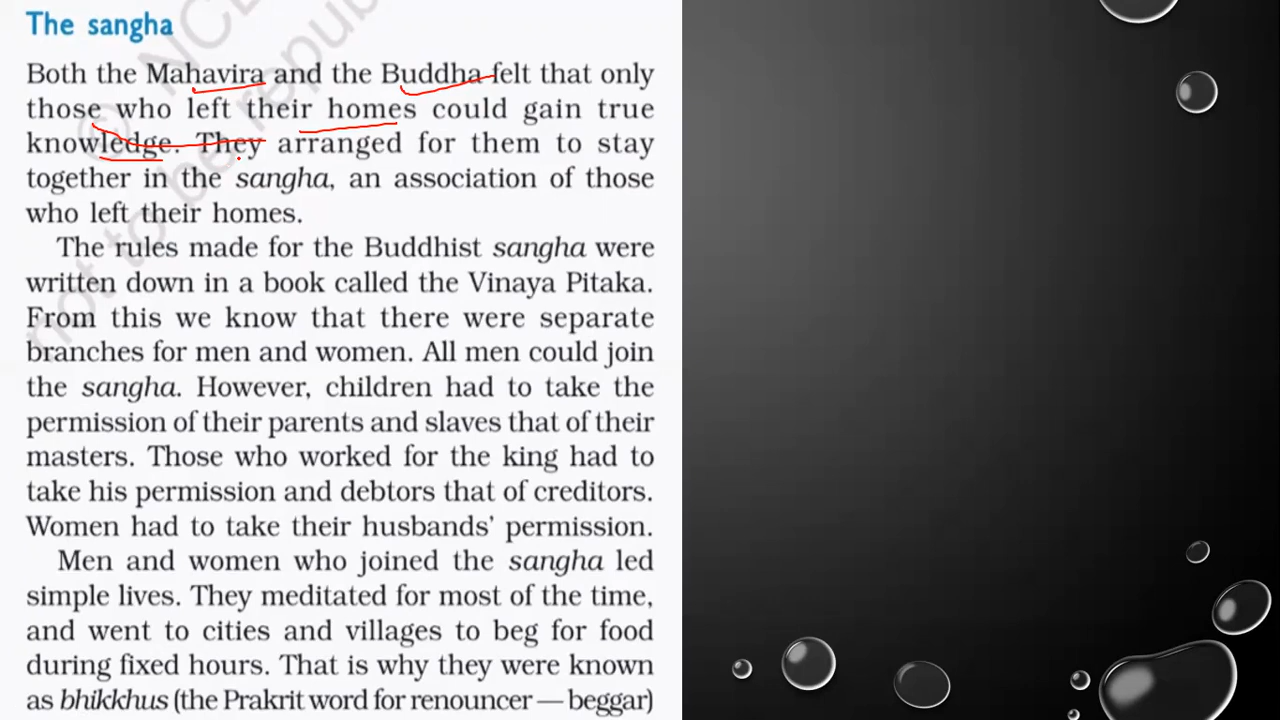 The sangha
Both the Mahavira and the Buddha felt that only
those who left their homes could gain true
knowledge. They arranged for them to stay
together in the sangha, an association of those
who left their homes.
The rules made for the Buddhist sangha were
written down in a book called the Vinaya Pitaka.
From this we know that there were separate
branches for men and women. All men could join
the sangha. However, children had to take the
permission of their parents and slaves that of their
masters. Those who worked for the king had to
take his permission and debtors that of creditors.
Women had to take their husbands’ permission.
Men and women who joined the sangha led
simple lives. They meditated for most of the time,
and went to cities and villages to beg for food
during fixed hours. That is why they were known
as bhikkhus (the Prakrit word for renouncer — beggar)
© NCE
not to be republ